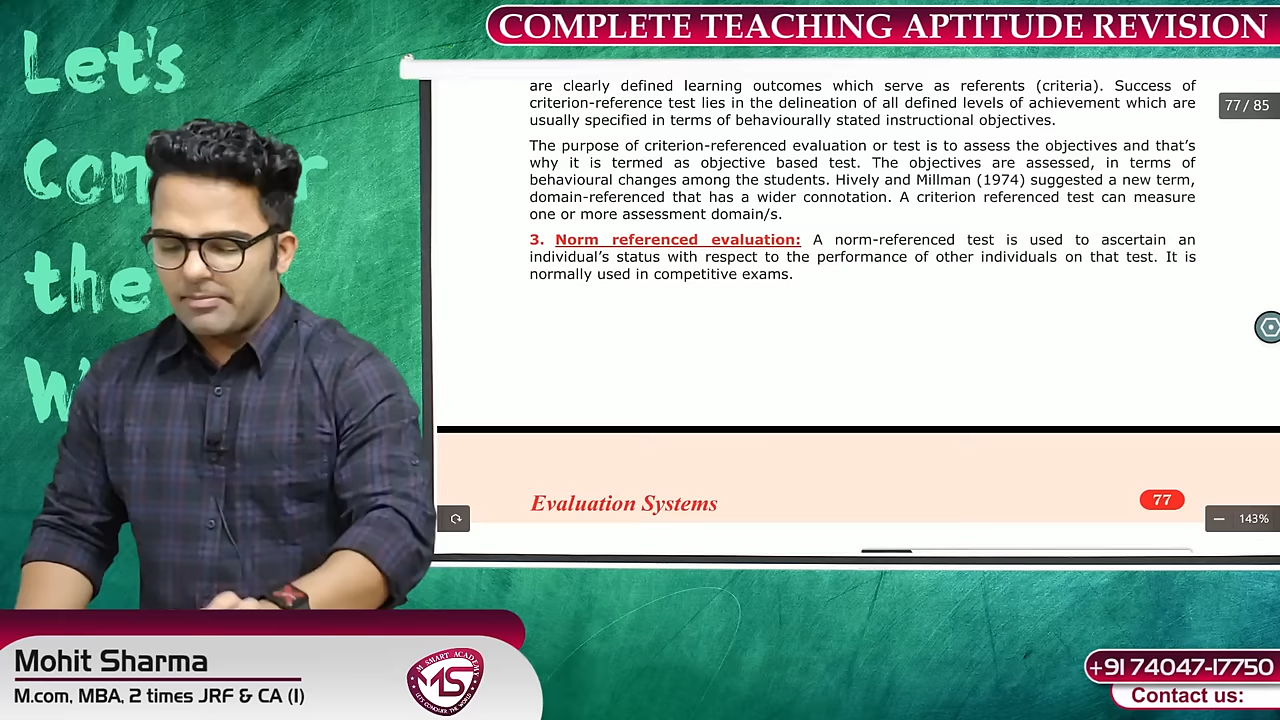 COMPLETE TEACHING APTITUDE REVISION
Let's
Con r
the
W
are clearly defined learning outcomes which serve as referents (criteria). Success of
criterion-reference test lies in the delineation of all defined levels of achievement which are
usually specified in terms of behaviourally stated instructional objectives.
77 / 85
The purpose of criterion-referenced evaluation or test is to assess the objectives and that's
why it is termed as objective based test. The objectives are assessed, in terms of
behavioural changes among the students. Hively and Millman (1974) suggested a new term,
domain-referenced that has a wider connotation. A criterion referenced test can measure
one or more assessment domain/s.
3. Norm referenced evaluation: A norm-referenced test is used to ascertain an
individual's status with respect to the performance of other individuals on that test. It is
normally used in competitive exams.
Evaluation Systems
77
143%
Mohit Sharma
M.com, MBA, 2 times JRF & CA (I)
M SMART ACADEMY
MS
LET'S CONQUER THE WORLD
+91 74047-17750
Contact us: